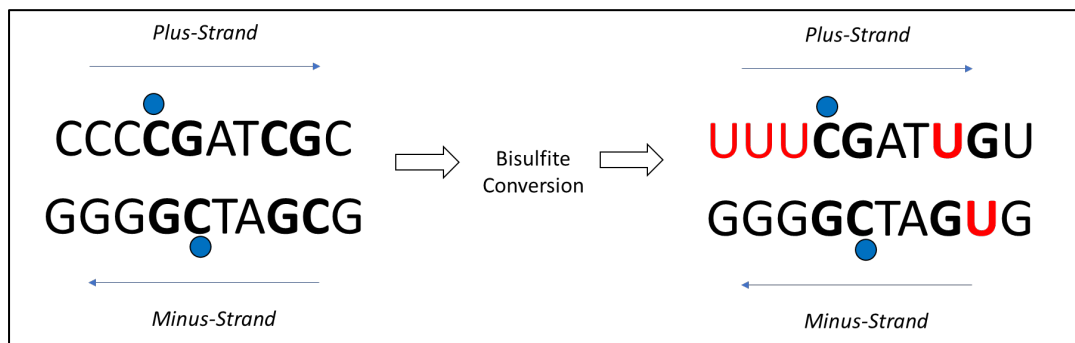 Plus-Strand
CCCCGATCGC
GGGGCTAGCG
Minus-Strand
Bisulfite
Conversion
Plus-Strand
UUUCGATUGU
GGGGCTAGUG
Minus-Strand